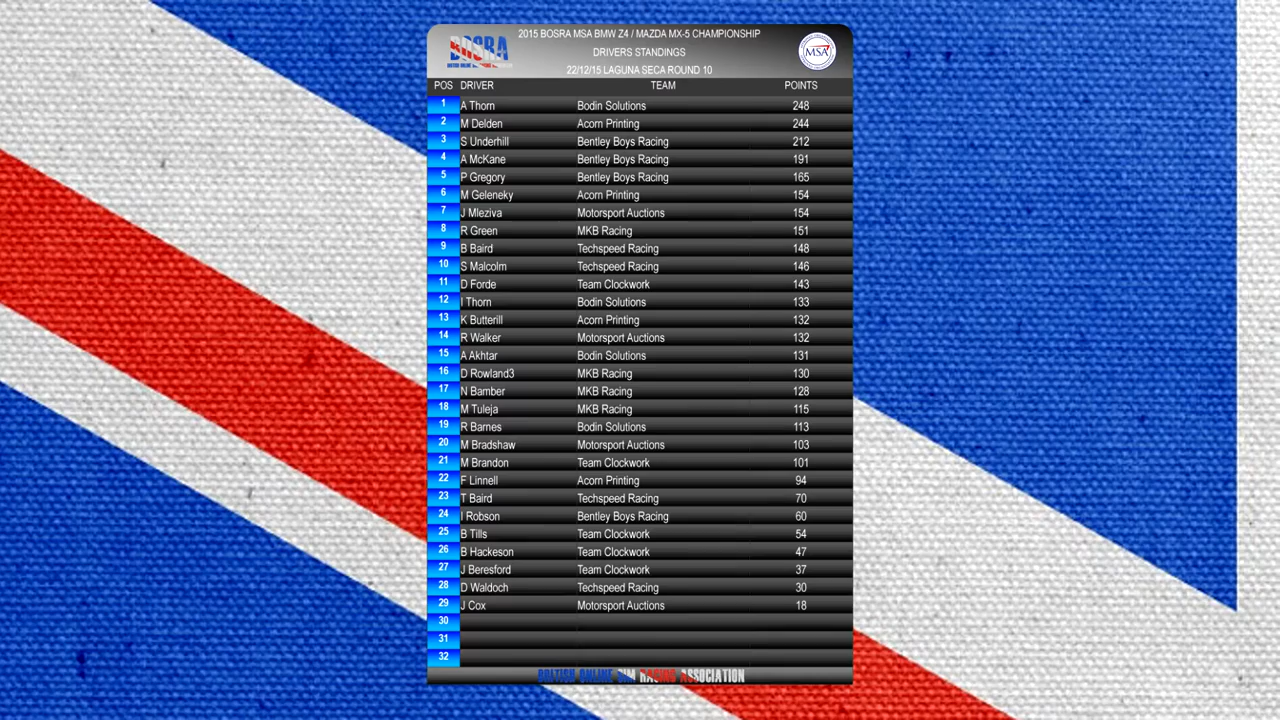 2015 BOSRA MSA BMW Z4 / MAZDA MX-5 CHAMPIONSHIP
BOSRA DRIVERS STANDINGS MSA
22/12/15 LAGUNA SECA ROUND 10
POS DRIVER TEAM POINTS
1 A Thorn Bodin Solutions 248
2 M Delden Acorn Printing 244
3 S Underhill Bentley Boys Racing 212
4 A McKane Bentley Boys Racing 191
5 P Gregory Bentley Boys Racing 165
6 M Geleneky Acorn Printing 154
7 J Mleziva Motorsport Auctions 154
8 R Green MKB Racing 151
9 B Baird Techspeed Racing 148
10 S Malcolm Techspeed Racing 146
11 D Forde Team Clockwork 143
12 I Thorn Bodin Solutions 133
13 K Butterill Acorn Printing 132
14 R Walker Motorsport Auctions 132
15 A Akhtar Bodin Solutions 131
16 D Rowland3 MKB Racing 130
17 N Bamber MKB Racing 128
18 M Tuleja MKB Racing 115
19 R Barnes Bodin Solutions 113
20 M Bradshaw Motorsport Auctions 103
21 M Brandon Team Clockwork 101
22 F Linnell Acorn Printing 94
23 T Baird Techspeed Racing 70
24 I Robson Bentley Boys Racing 60
25 B Tills Team Clockwork 54
26 B Hackeson Team Clockwork 47
27 J Beresford Team Clockwork 37
28 D Waldoch Techspeed Racing 30
29 J Cox Motorsport Auctions 18
30
31
32
BRITISH ONLINE SIM RACING ASSOCIATION